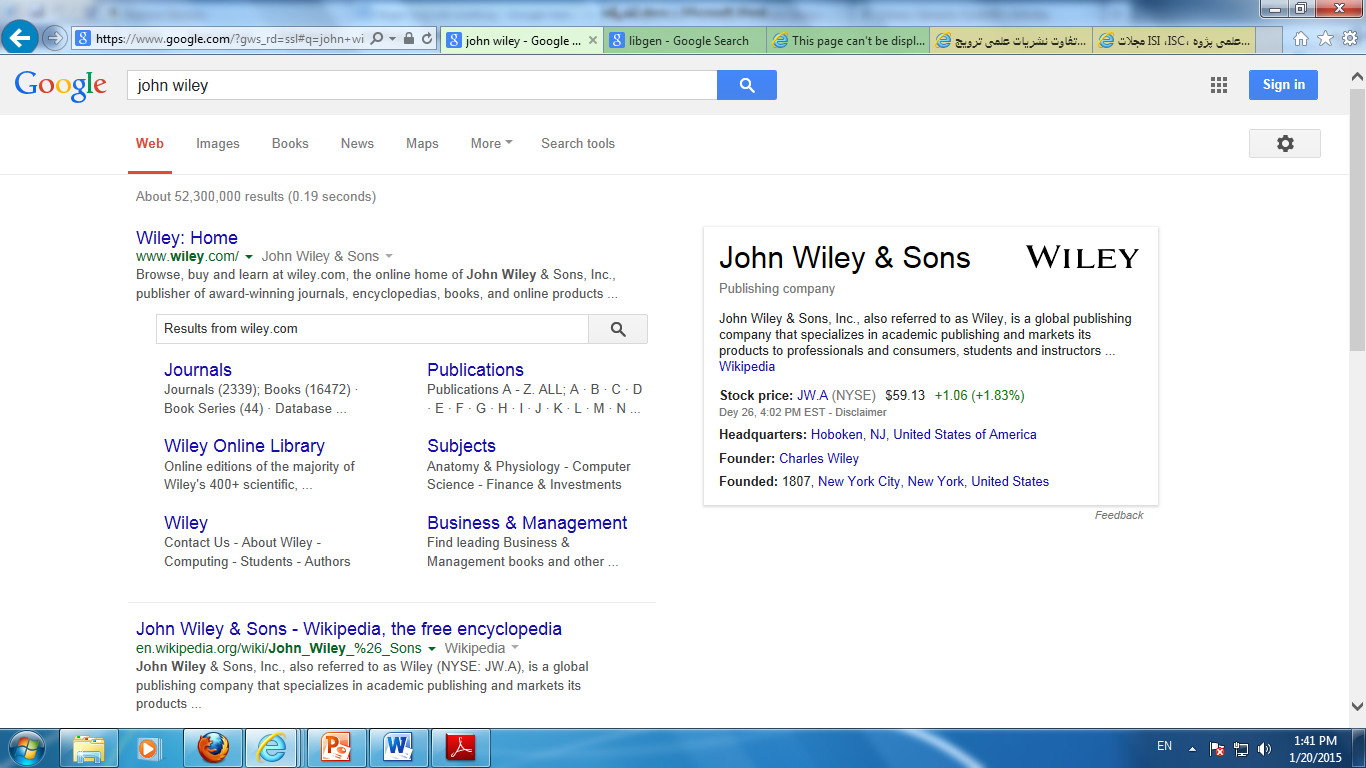 https://www.google.com/?gws_rd=ssl#q=john+wi
john wiley - Google ...
libgen - Google Search
This page can't be displ...
تفاوت نشریات علمی ترویج...
مجلات ISI ،ISC، علمی پژوه...
Google
john wiley
Sign in
Web Images Books News Maps More Search tools
About 52,300,000 results (0.19 seconds)
Wiley: Home
www.wiley.com/ John Wiley & Sons
Browse, buy and learn at wiley.com, the online home of John Wiley & Sons, Inc.,
publisher of award-winning journals, encyclopedias, books, and online products ...
Results from wiley.com
Journals
Journals (2339); Books (16472) ·
Book Series (44) · Database ...
Publications
Publications A - Z. ALL; A · B · C · D
· E · F · G · H · I · J · K · L · M · N ...
Wiley Online Library
Online editions of the majority of
Wiley's 400+ scientific, ...
Subjects
Anatomy & Physiology - Computer
Science - Finance & Investments
Wiley
Contact Us - About Wiley -
Computing - Students - Authors
Business & Management
Find leading Business &
Management books and other ...
John Wiley & Sons - Wikipedia, the free encyclopedia
en.wikipedia.org/wiki/John_Wiley_%26_Sons Wikipedia
John Wiley & Sons, Inc., also referred to as Wiley (NYSE: JW.A), is a global
publishing company that specializes in academic publishing and markets its
products ...
John Wiley & Sons
WILEY
Publishing company
John Wiley & Sons, Inc., also referred to as Wiley, is a global publishing
company that specializes in academic publishing and markets its
products to professionals and consumers, students and instructors ...
Wikipedia
Stock price: JW.A (NYSE) $59.13 +1.06 (+1.83%)
Dey 26, 4:02 PM EST - Disclaimer
Headquarters: Hoboken, NJ, United States of America
Founder: Charles Wiley
Founded: 1807, New York City, New York, United States
Feedback
EN
1:41 PM
1/20/2015